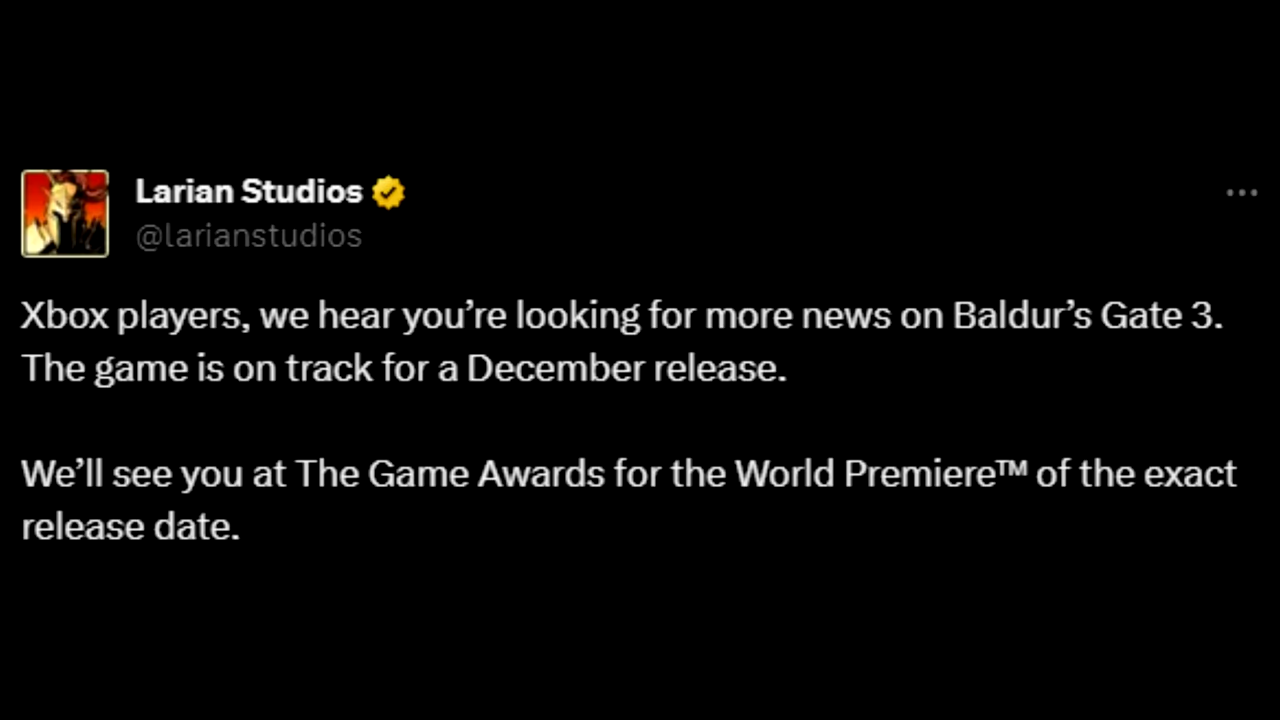 Larian Studios
@larianstudios
Xbox players, we hear you’re looking for more news on Baldur’s Gate 3.
The game is on track for a December release.
We’ll see you at The Game Awards for the World Premiere™ of the exact
release date.